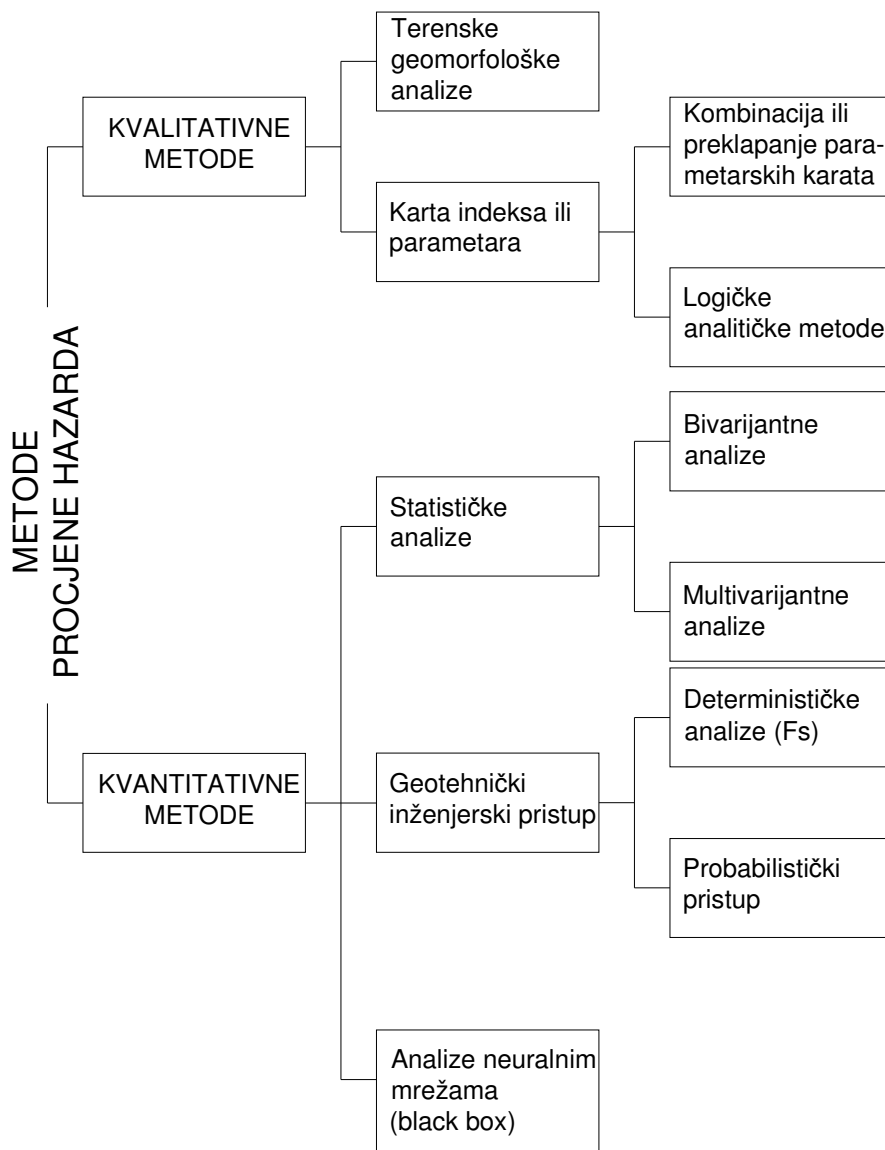 METODE
PROCJENE HAZARDA
KVALITATIVNE
METODE
Terenske
geomorfološke
analize
Karta indeksa ili
parametara
Kombinacija ili
preklapanje para-
metarskih karata
Logičke
analitičke metode
KVANTITATIVNE
METODE
Statističke
analize
Bivarijantne
analize
Multivarijantne
analize
Geotehnički
inženjerski pristup
Determinističke
analize (Fs)
Probabilistički
pristup
Analize neuralnim
mrežama
(black box)